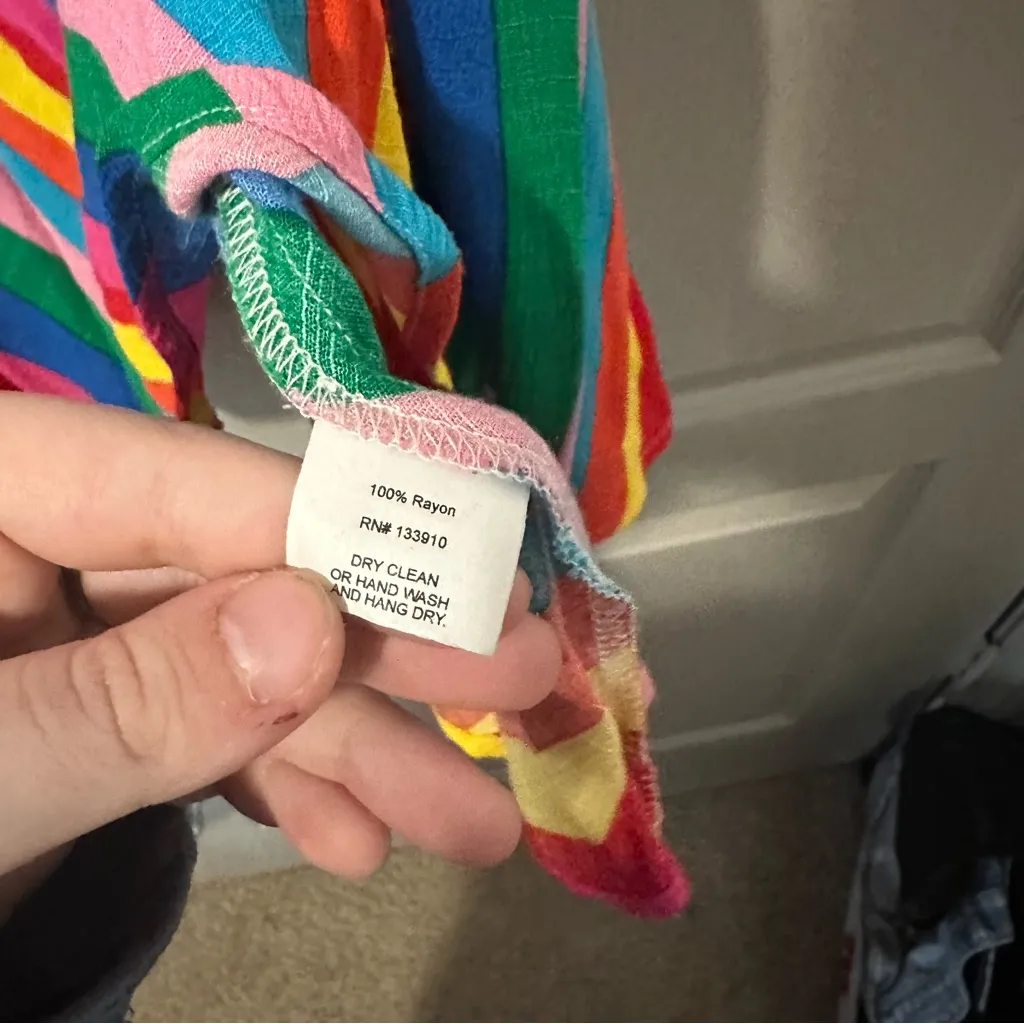 100% Rayon
RN# 133910
DRY CLEAN
OR HAND WASH
AND HANG DRY.